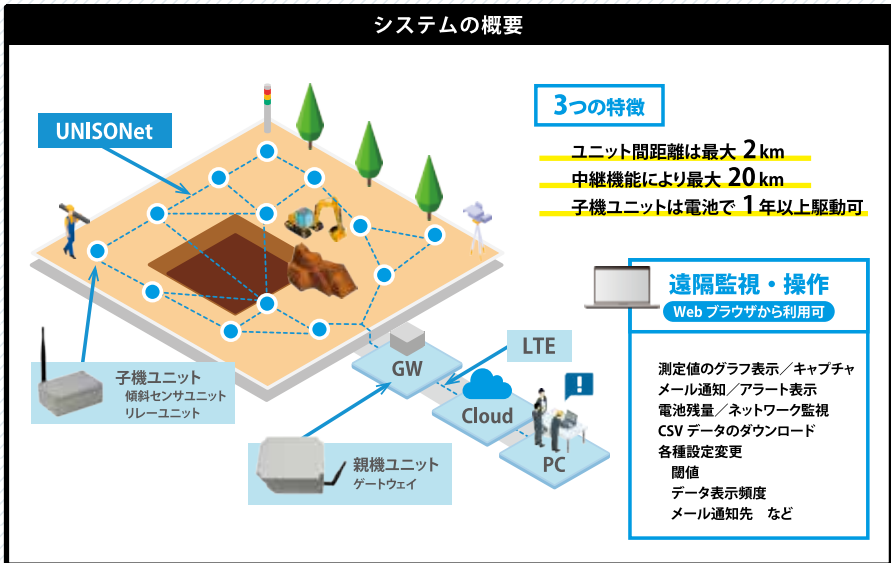 システムの概要
UNISONet
3つの特徴
ユニット間距離は最大 2km
中継機能により最大 20km
子機ユニットは電池で 1年以上駆動可
遠隔監視・操作
Web ブラウザから利用可
測定値のグラフ表示／キャプチャ
メール通知／アラート表示
電池残量／ネットワーク監視
CSV データのダウンロード
各種設定変更
閾値
データ表示頻度
メール通知先 など
子機ユニット
傾斜センサユニット
リレーユニット
GW
LTE
Cloud
PC
親機ユニット
ゲートウェイ